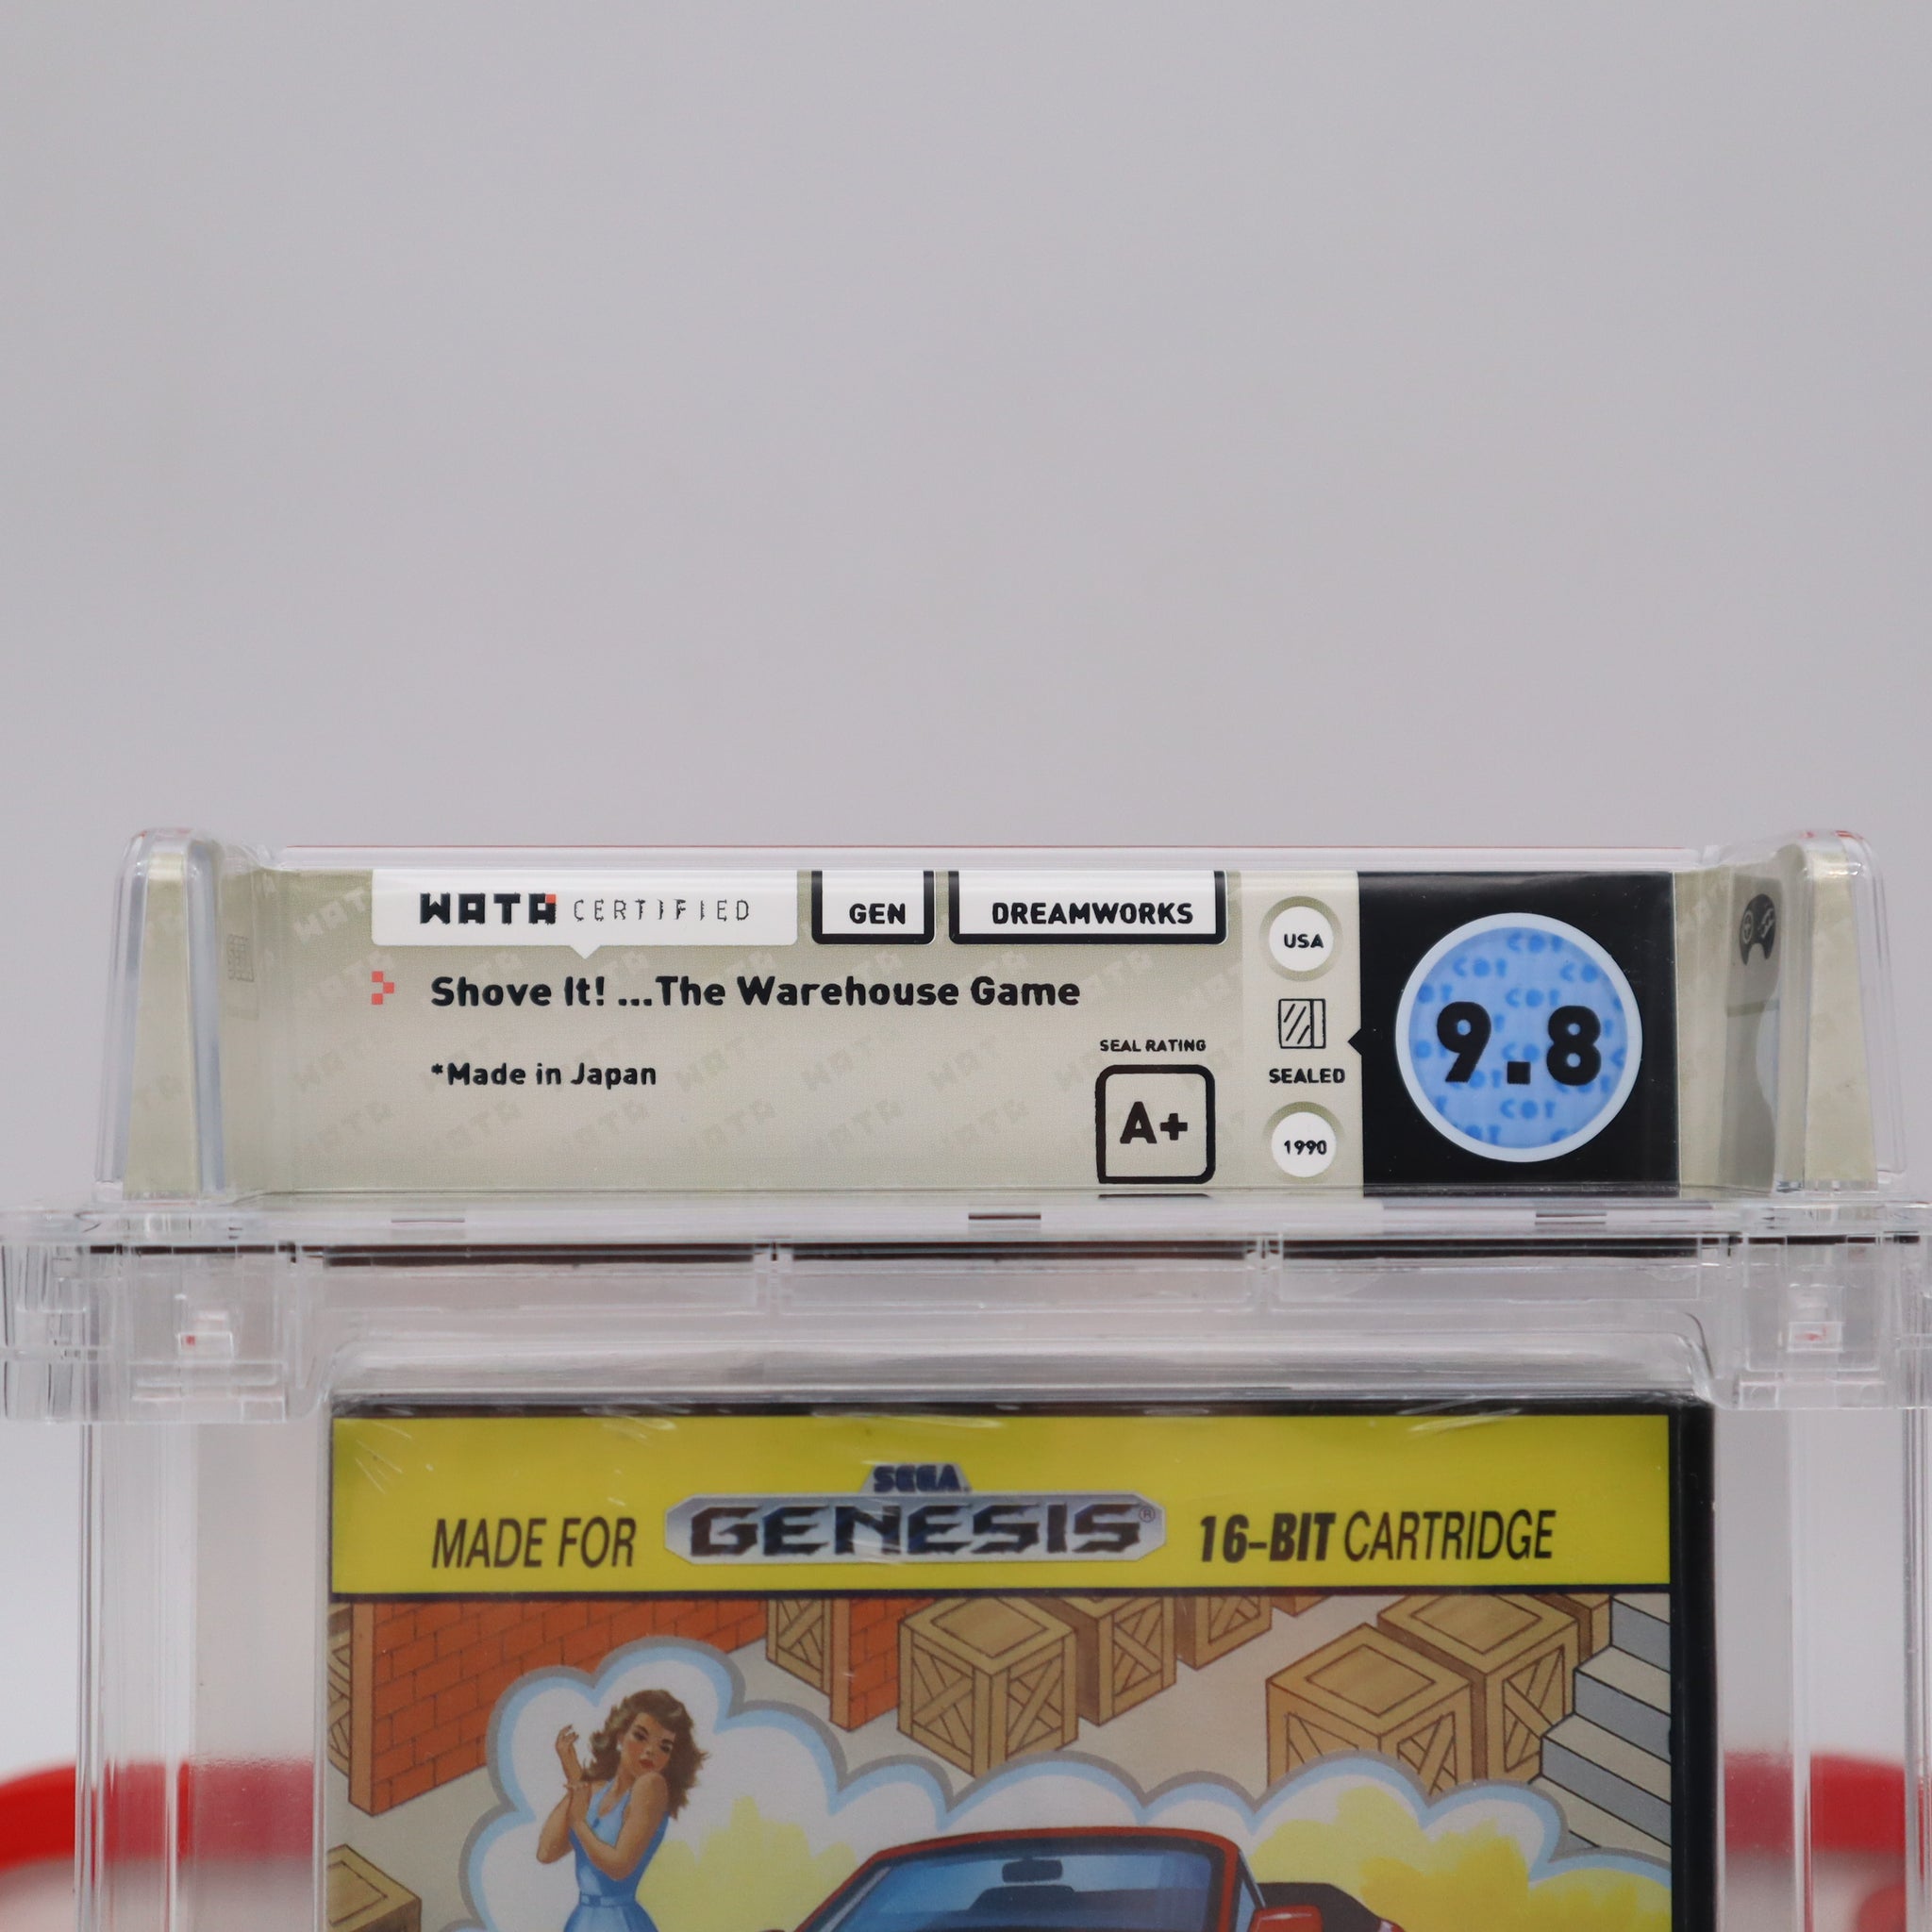 WATA CERTIFIED
GEN
DREAMWORKS
Shove It! ...The Warehouse Game
*Made in Japan
SEAL RATING
A+
USA
SEALED
1990
9.8
SEGA
MADE FOR GENESIS® 16-BIT CARTRIDGE